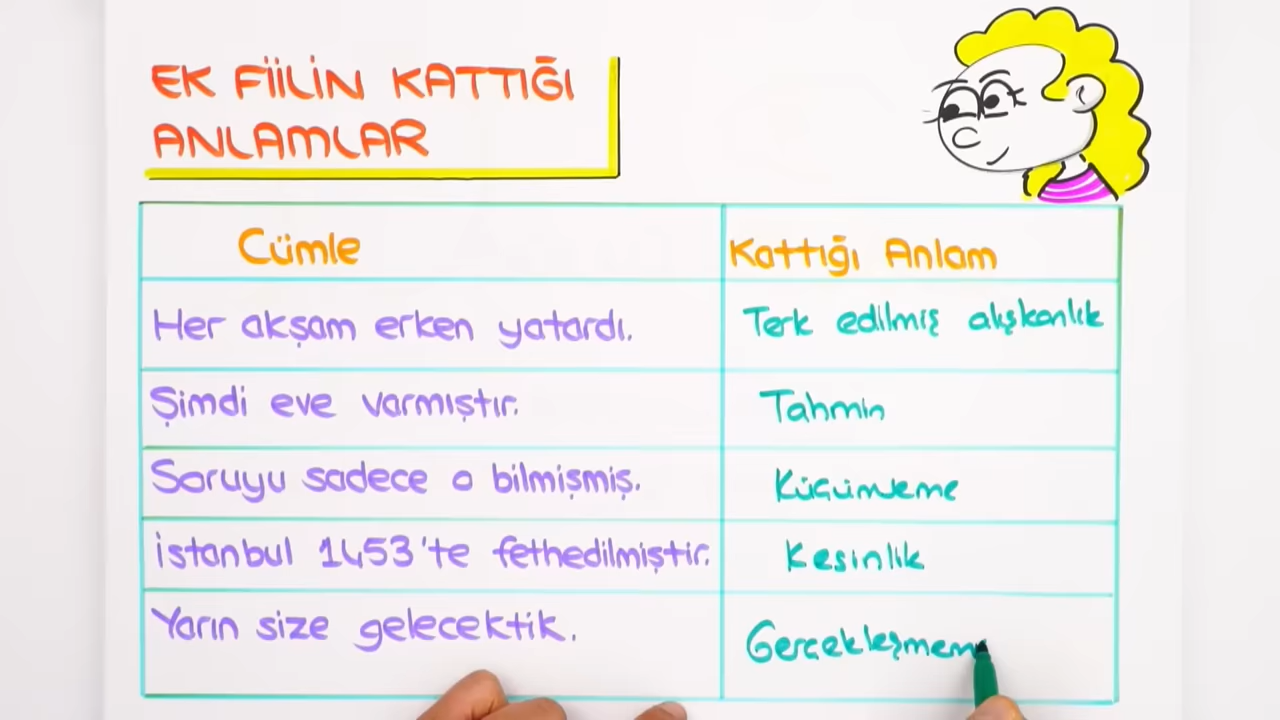 EK FİİLİN KATTIĞI
ANLAMLAR
Cümle
Kattığı Anlam
Her akşam erken yatardı.
Terk edilmiş alışkanlık
Şimdi eve varmıştır.
Tahmin
Soruyu sadece o bilmişmiş.
Küçümseme
İstanbul 1453'te fethedilmiştir.
Kesinlik
Yarın size gelecektik.
Gerçekleşmem